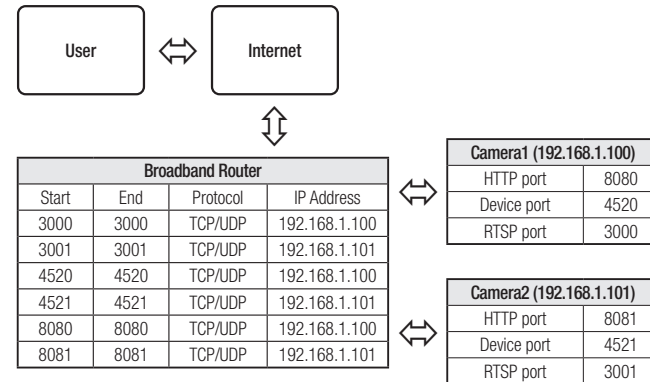 User
Internet
Broadband Router
Start End Protocol IP Address
3000 3000 TCP/UDP 192.168.1.100
3001 3001 TCP/UDP 192.168.1.101
4520 4520 TCP/UDP 192.168.1.100
4521 4521 TCP/UDP 192.168.1.101
8080 8080 TCP/UDP 192.168.1.100
8081 8081 TCP/UDP 192.168.1.101
Camera1 (192.168.1.100)
HTTP port 8080
Device port 4520
RTSP port 3000
Camera2 (192.168.1.101)
HTTP port 8081
Device port 4521
RTSP port 3001